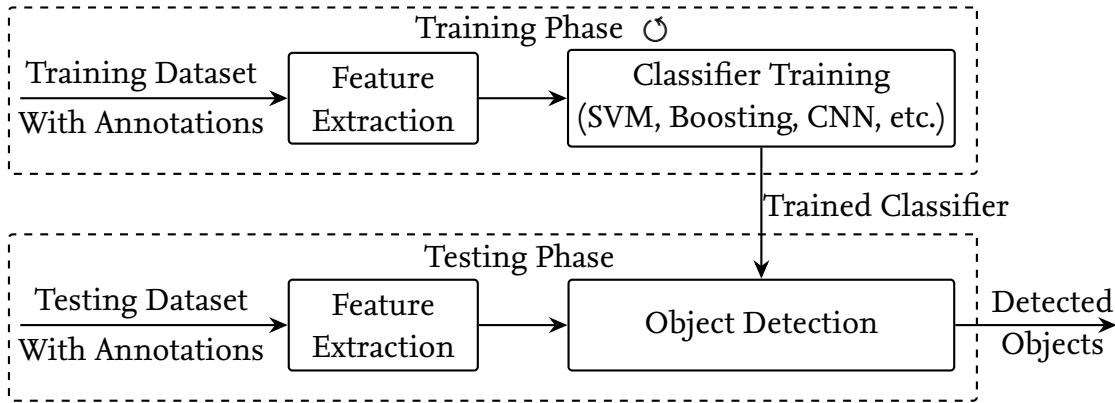 Training Phase
Training Dataset
With Annotations
Feature
Extraction
Classifier Training
(SVM, Boosting, CNN, etc.)
Trained Classifier
Testing Phase
Testing Dataset
With Annotations
Feature
Extraction
Object Detection
Detected
Objects